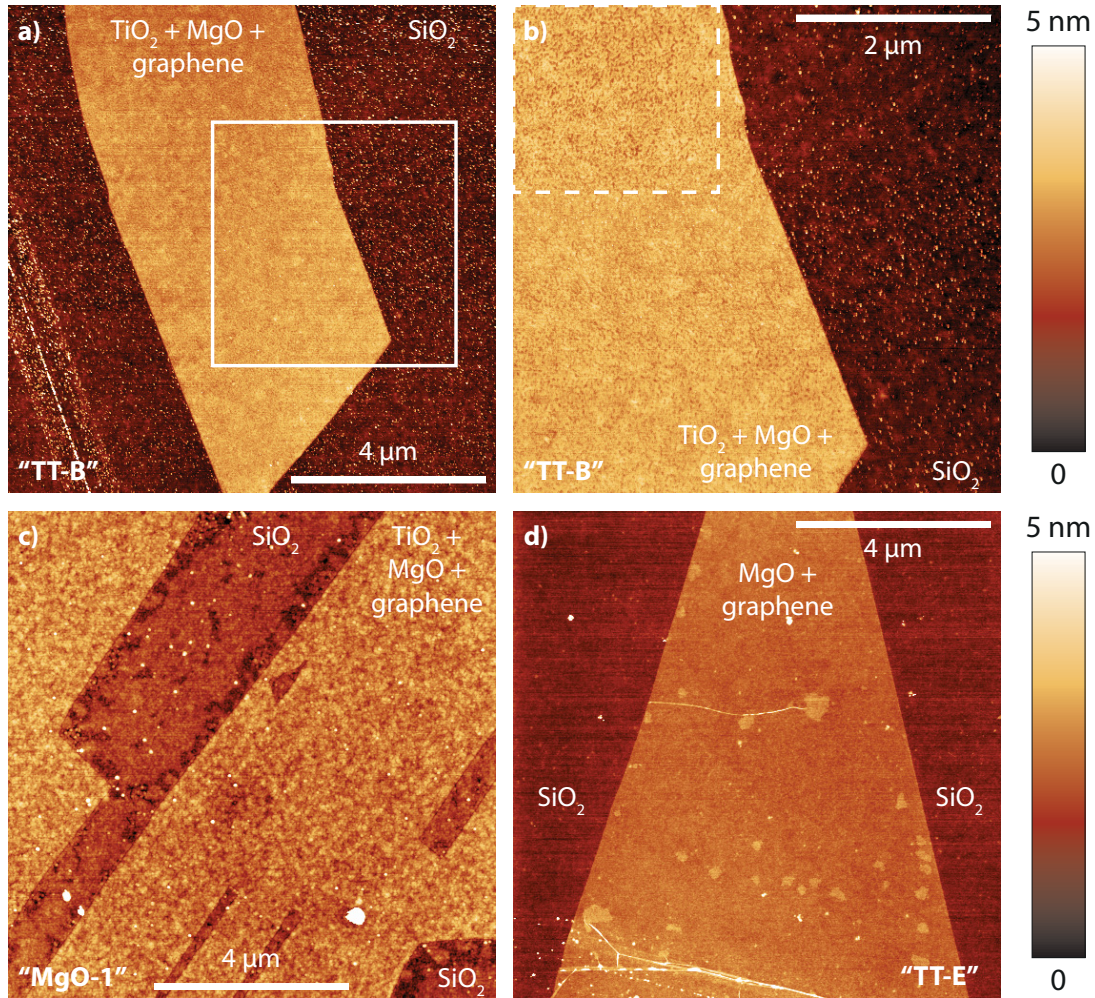 a)
TiO₂ + MgO +
graphene
SiO₂
4 µm
“TT-B”
b)
2 µm
TiO₂ + MgO +
graphene
“TT-B”
SiO₂
5 nm
0
c)
SiO₂
TiO₂ +
MgO +
graphene
4 µm
“MgO-1”
SiO₂
d)
4 µm
MgO +
graphene
SiO₂
SiO₂
“TT-E”
5 nm
0